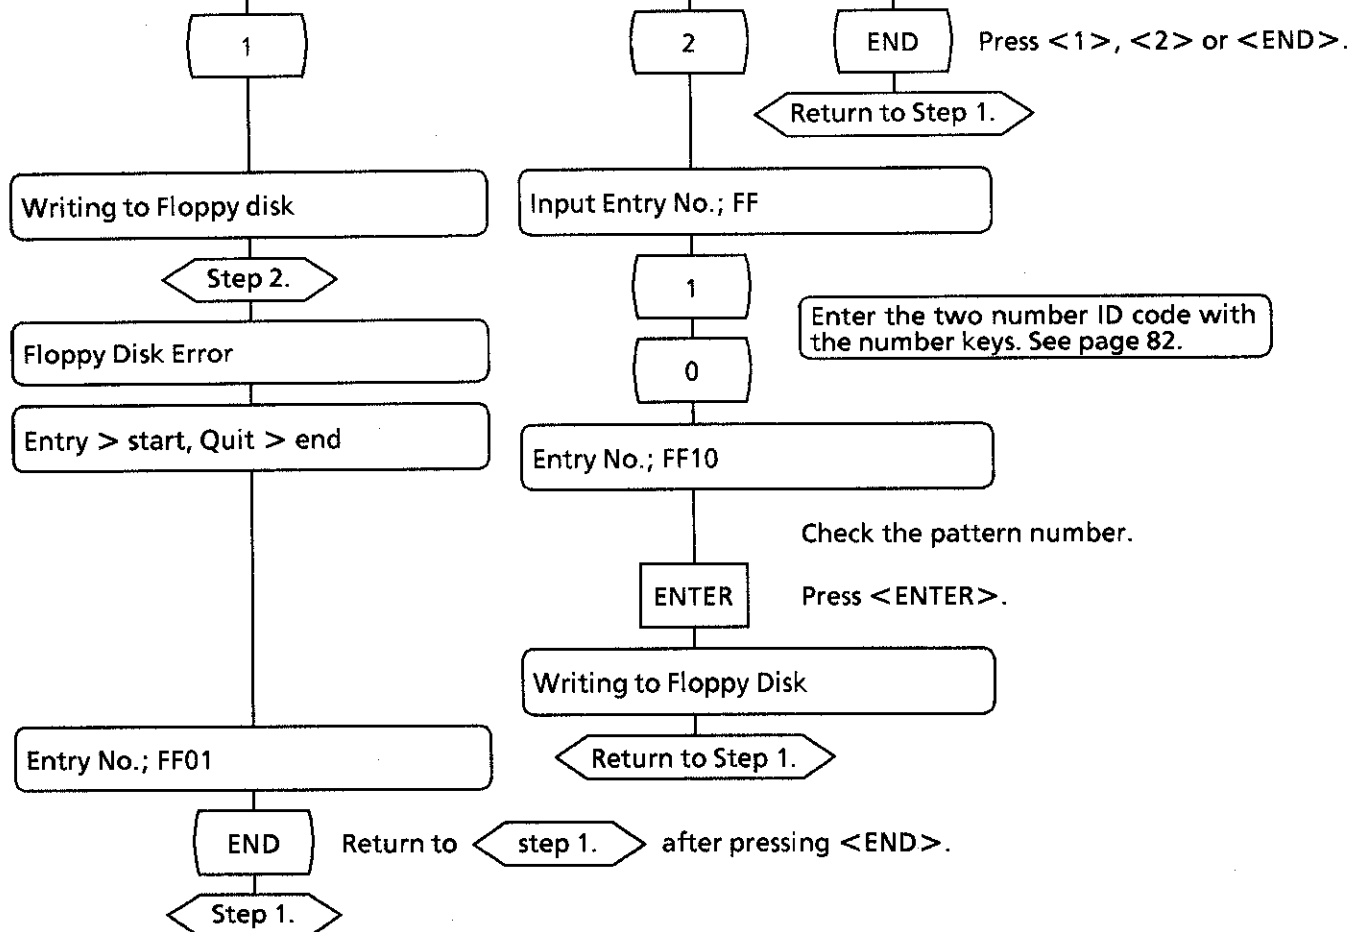 1
2
END
Press <1>, <2> or <END>.
Return to Step 1.
Writing to Floppy disk
Input Entry No.; FF
Step 2.
1
Enter the two number ID code with
the number keys. See page 82.
Floppy Disk Error
0
Entry > start, Quit > end
Entry No.; FF10
Check the pattern number.
ENTER
Press <ENTER>.
Writing to Floppy Disk
Entry No.; FF01
Return to Step 1.
END
Return to step 1. after pressing <END>.
Step 1.